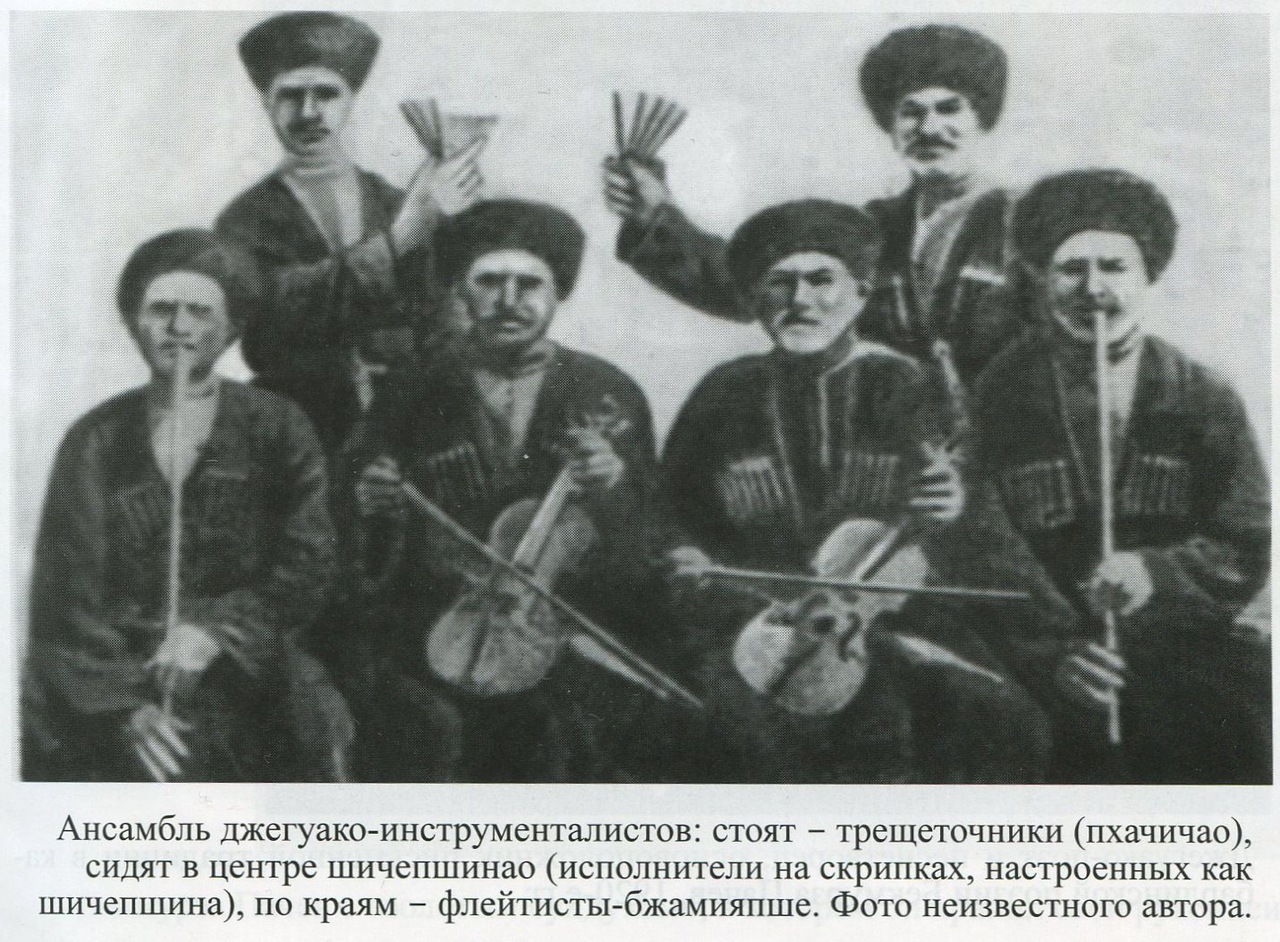 Ансамбль джегуако-инструменталистов: стоят – трещеточники (пхачичао),
сидят в центре шичепшинао (исполнители на скрипках, настроенных как
шичепшина), по краям – флейтисты-бжамияпше. Фото неизвестного автора.